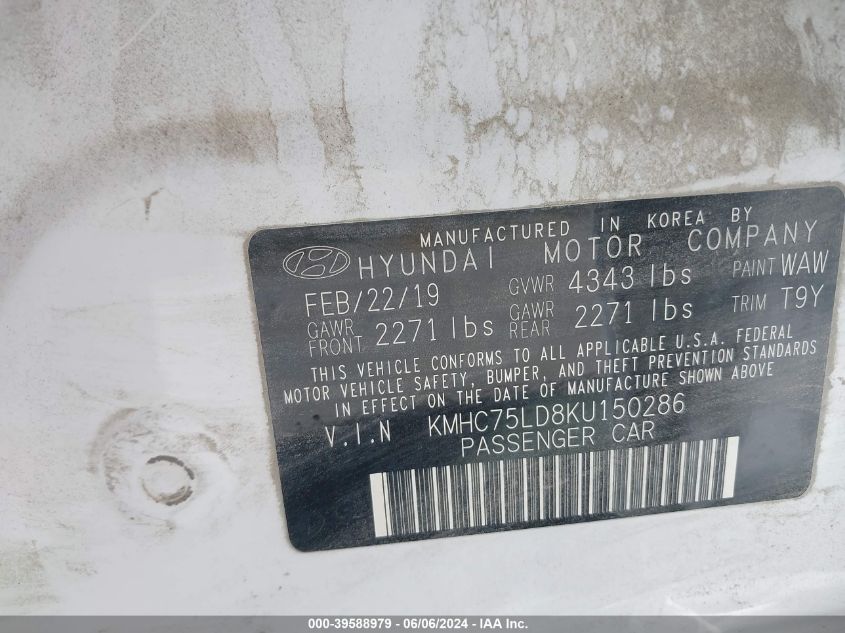 MANUFACTURED IN KOREA BY
HYUNDAI MOTOR COMPANY
FEB/22/19 GVWR 4343 lbs PAINT WAW
GAWR FRONT 2271 lbs GAWR REAR 2271 lbs TRIM T9Y
THIS VEHICLE CONFORMS TO ALL APPLICABLE U.S.A. FEDERAL
MOTOR VEHICLE SAFETY, BUMPER, AND THEFT PREVENTION STANDARDS
IN EFFECT ON THE DATE OF MANUFACTURE SHOWN ABOVE
V.I.N KMHC75LD8KU150286
PASSENGER CAR
000-39588979 - 06/06/2024 - IAA Inc.